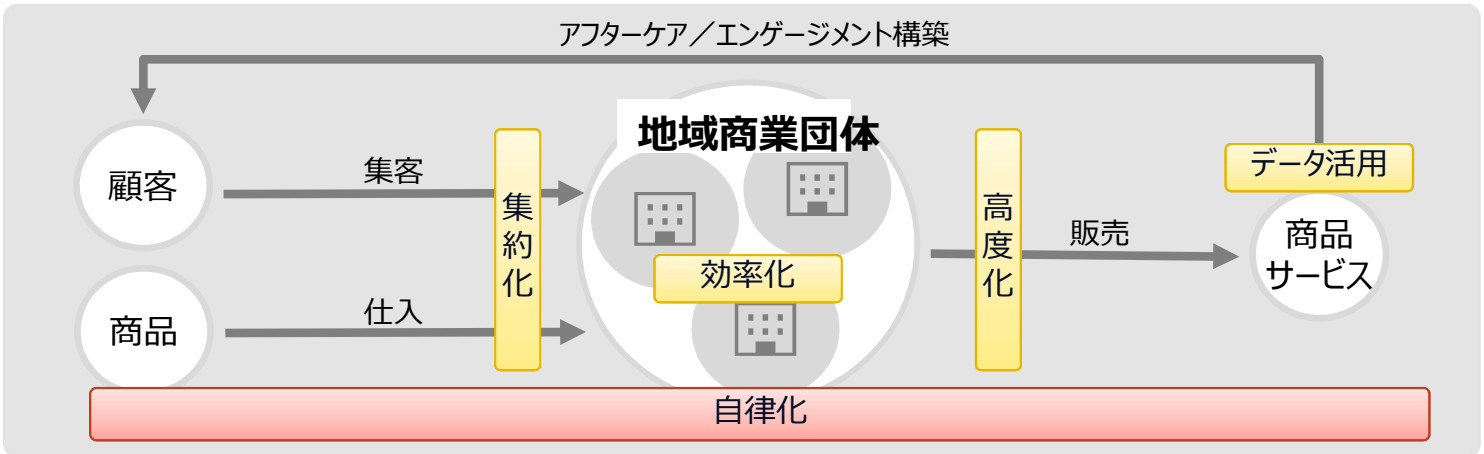 アフターケア／エンゲージメント構築
地域商業団体
顧客
集客
集約化
高度化
販売
データ活用
商品
サービス
効率化
商品
仕入
自律化